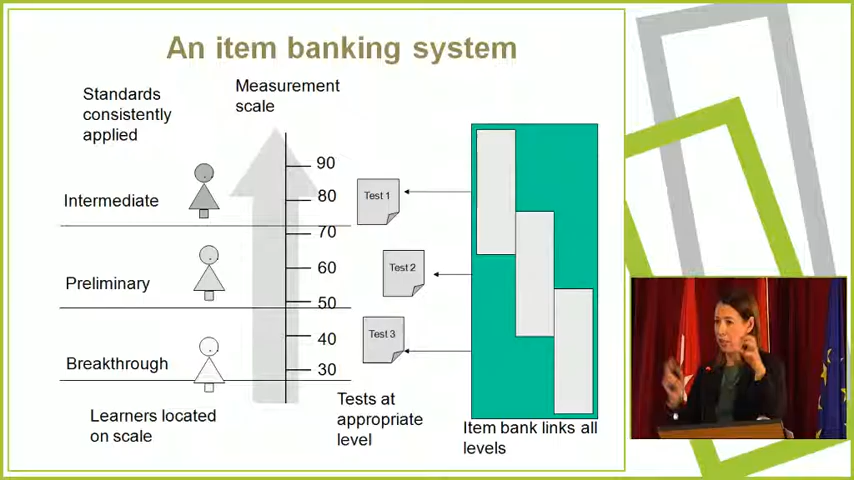 An item banking system
Standards
consistently
applied
Measurement
scale
90
80
70
60
50
40
30
Intermediate
Preliminary
Breakthrough
Test 1
Test 2
Test 3
Learners located
on scale
Tests at
appropriate
level
Item bank links all
levels